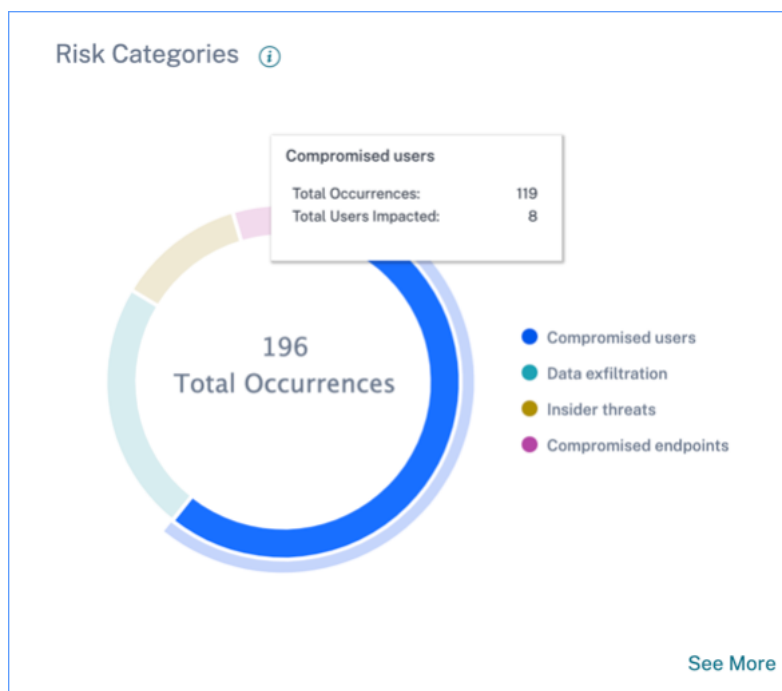 Risk Categories
Compromised users
Total Occurrences: 119
Total Users Impacted: 8
196
Total Occurrences
Compromised users
Data exfiltration
Insider threats
Compromised endpoints
See More